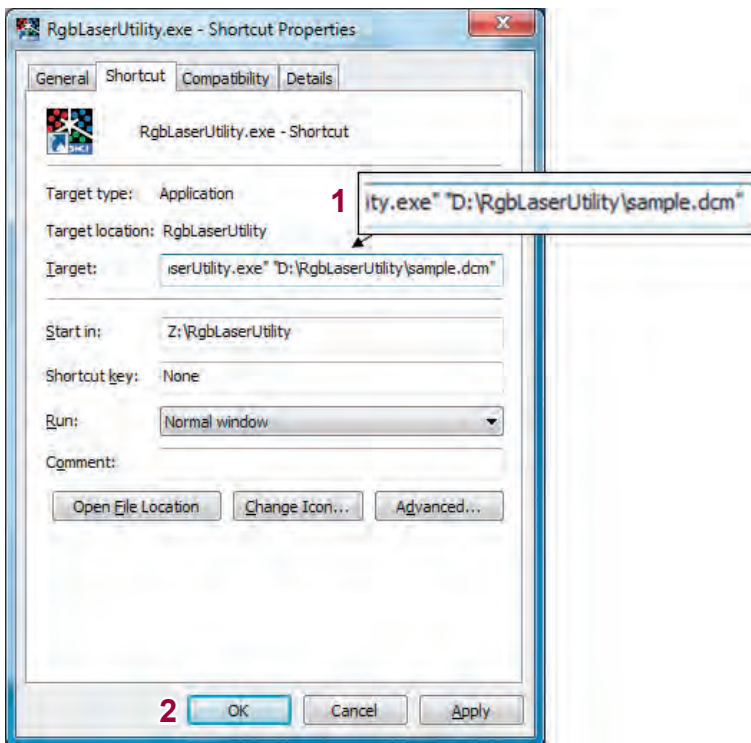 RgbLaserUtility.exe - Shortcut Properties
General Shortcut Compatibility Details
RgbLaserUtility.exe - Shortcut
Target type: Application
1 ity.exe" "D:\RgbLaserUtility\sample.dcm"
Target location: RgbLaserUtility
Target: serUtility.exe" "D:\RgbLaserUtility\sample.dcm"
Start in: Z:\RgbLaserUtility
Shortcut key: None
Run: Normal window
Comment:
Open File Location Change Icon... Advanced...
2 OK Cancel Apply